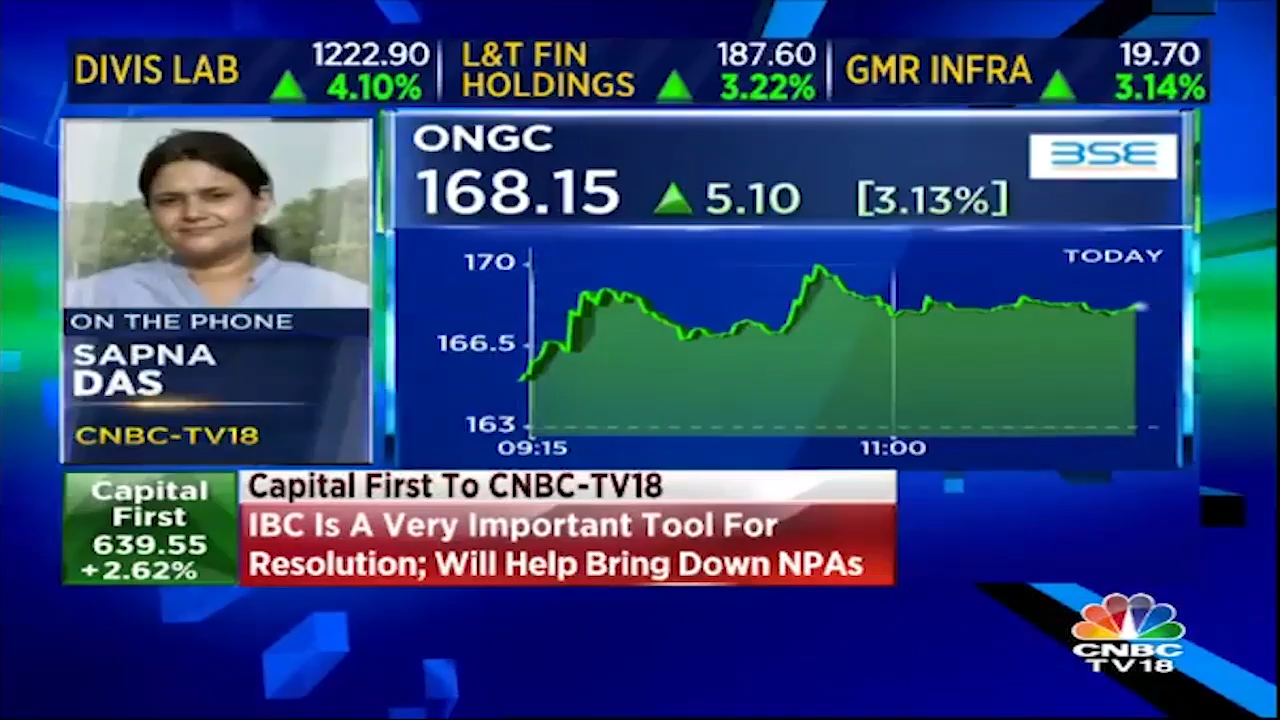 DIVIS LAB
1222.90
▲ 4.10%
L&T FIN
HOLDINGS
187.60
▲ 3.22%
GMR INFRA
19.70
▲ 3.14%
ONGC
168.15 ▲ 5.10 [3.13%]
BSE
TODAY
170
166.5
163
09:15
11:00
ON THE PHONE
SAPNA
DAS
CNBC-TV18
Capital
First
639.55
+2.62%
Capital First To CNBC-TV18
IBC Is A Very Important Tool For
Resolution; Will Help Bring Down NPAs
CNBC
TV18